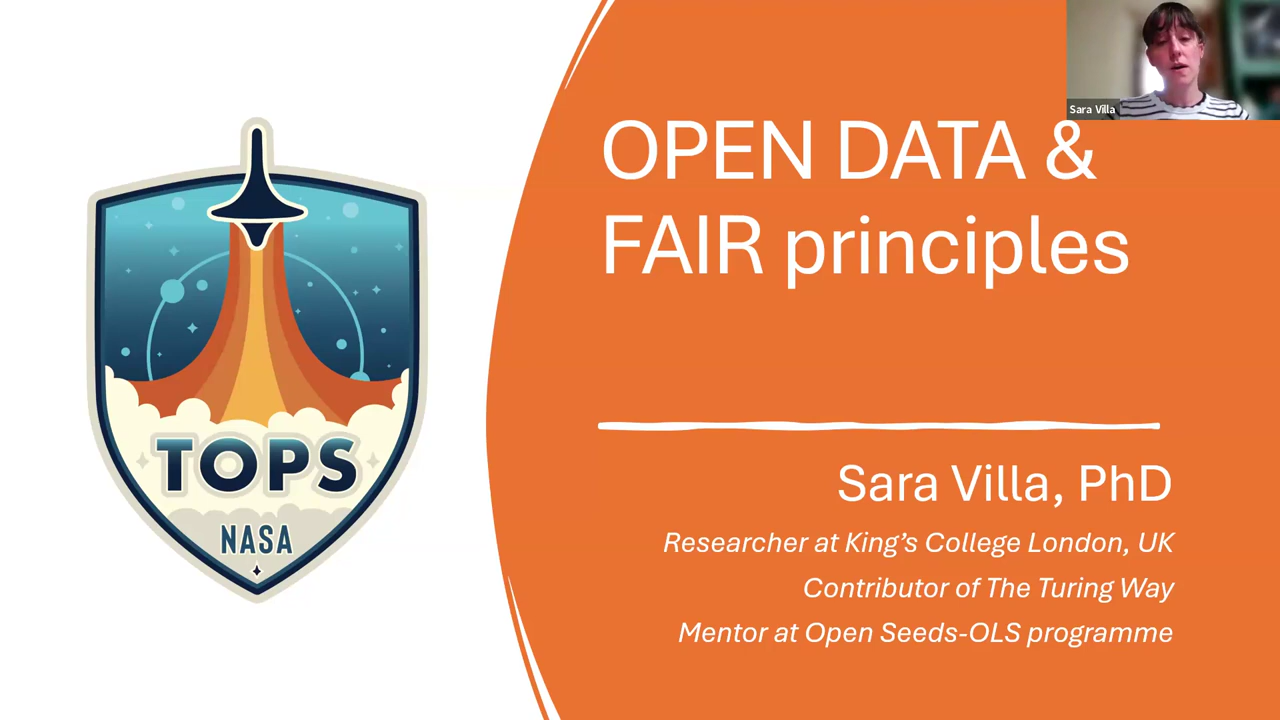 Sara Villa
OPEN DATA &
FAIR principles
TOPS
NASA
Sara Villa, PhD
Researcher at King’s College London, UK
Contributor of The Turing Way
Mentor at Open Seeds-OLS programme